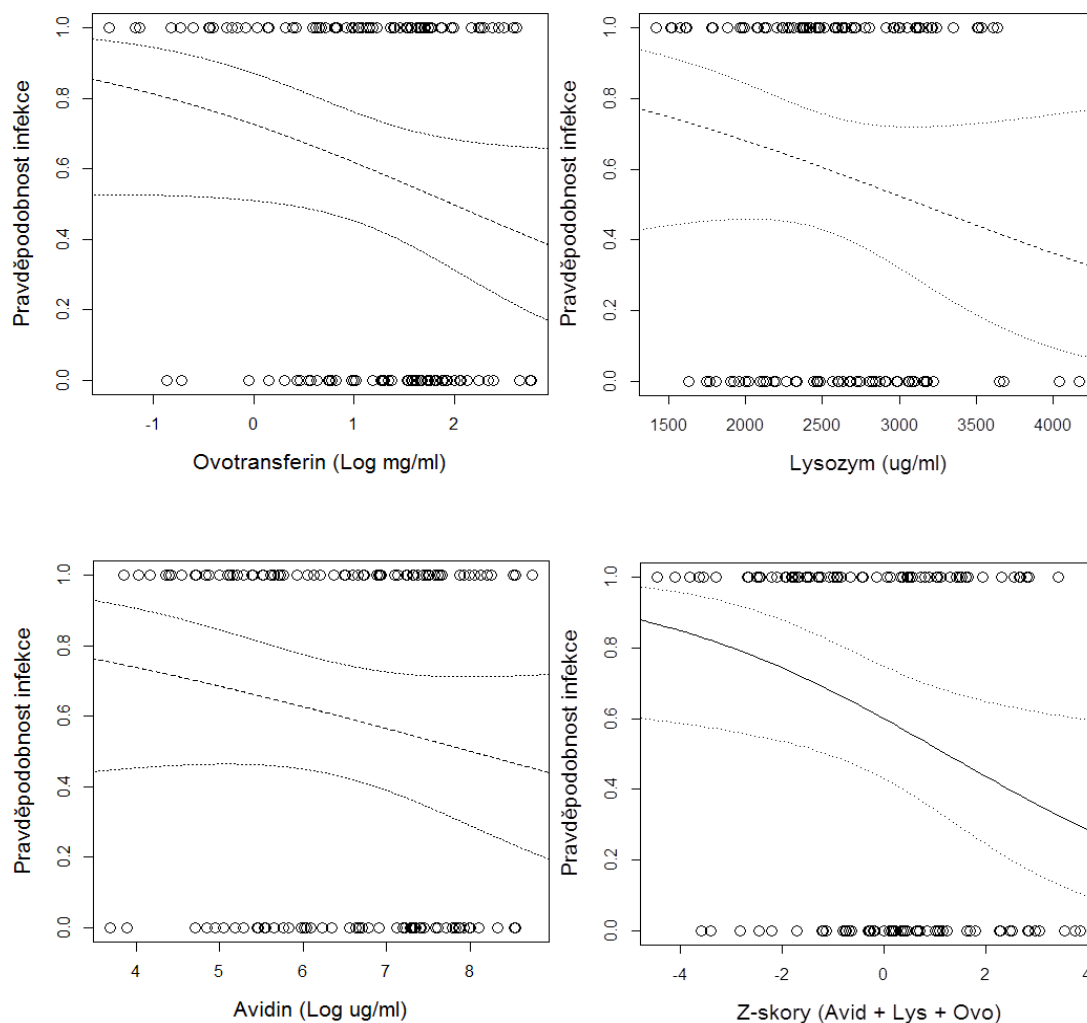 Pravděpodobnost infekce
0.0 0.2 0.4 0.6 0.8 1.0
-1 0 1 2
Ovotransferin (Log mg/ml)
Pravděpodobnost infekce
0.0 0.2 0.4 0.6 0.8 1.0
1500 2000 2500 3000 3500 4000
Lysozym (ug/ml)
Pravděpodobnost infekce
0.0 0.2 0.4 0.6 0.8 1.0
4 5 6 7 8
Avidin (Log ug/ml)
Pravděpodobnost infekce
0.0 0.2 0.4 0.6 0.8 1.0
-4 -2 0 2 4
Z-skory (Avid + Lys + Ovo)